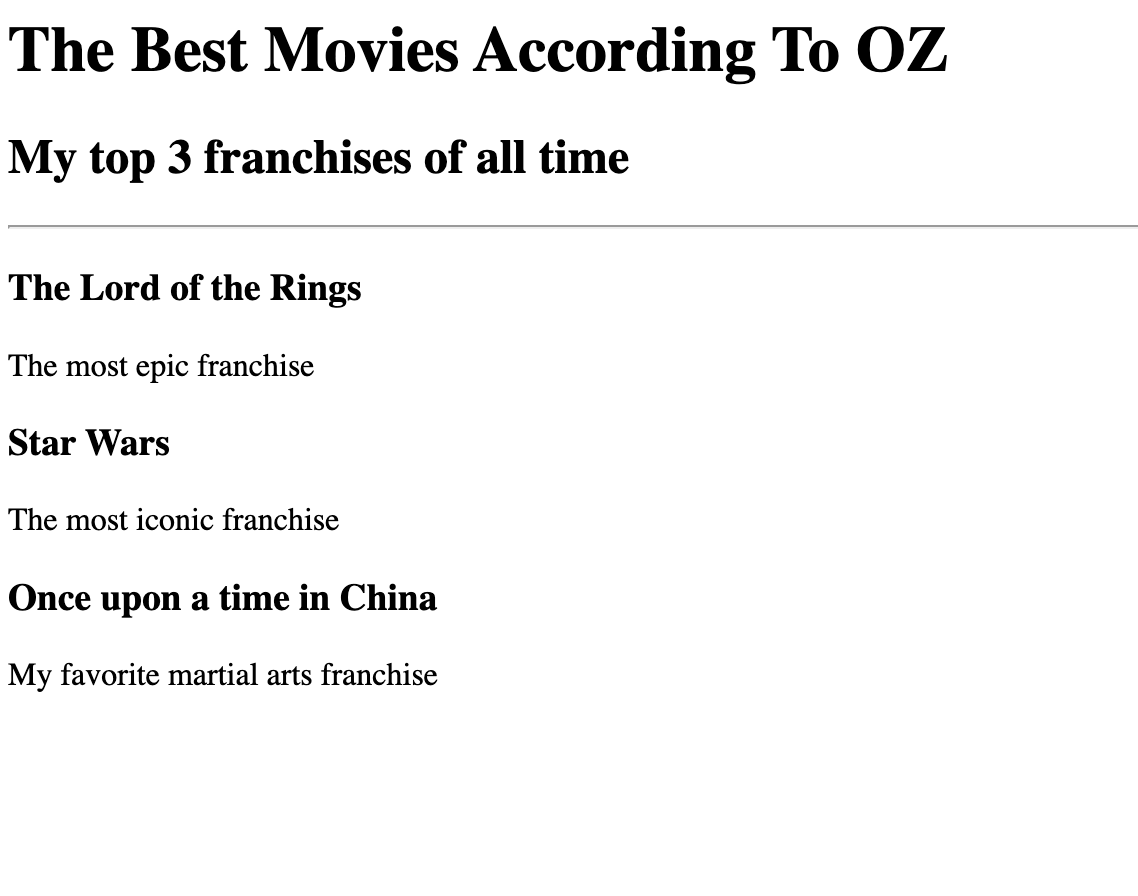 The Best Movies According To OZ
My top 3 franchises of all time
The Lord of the Rings
The most epic franchise
Star Wars
The most iconic franchise
Once upon a time in China
My favorite martial arts franchise